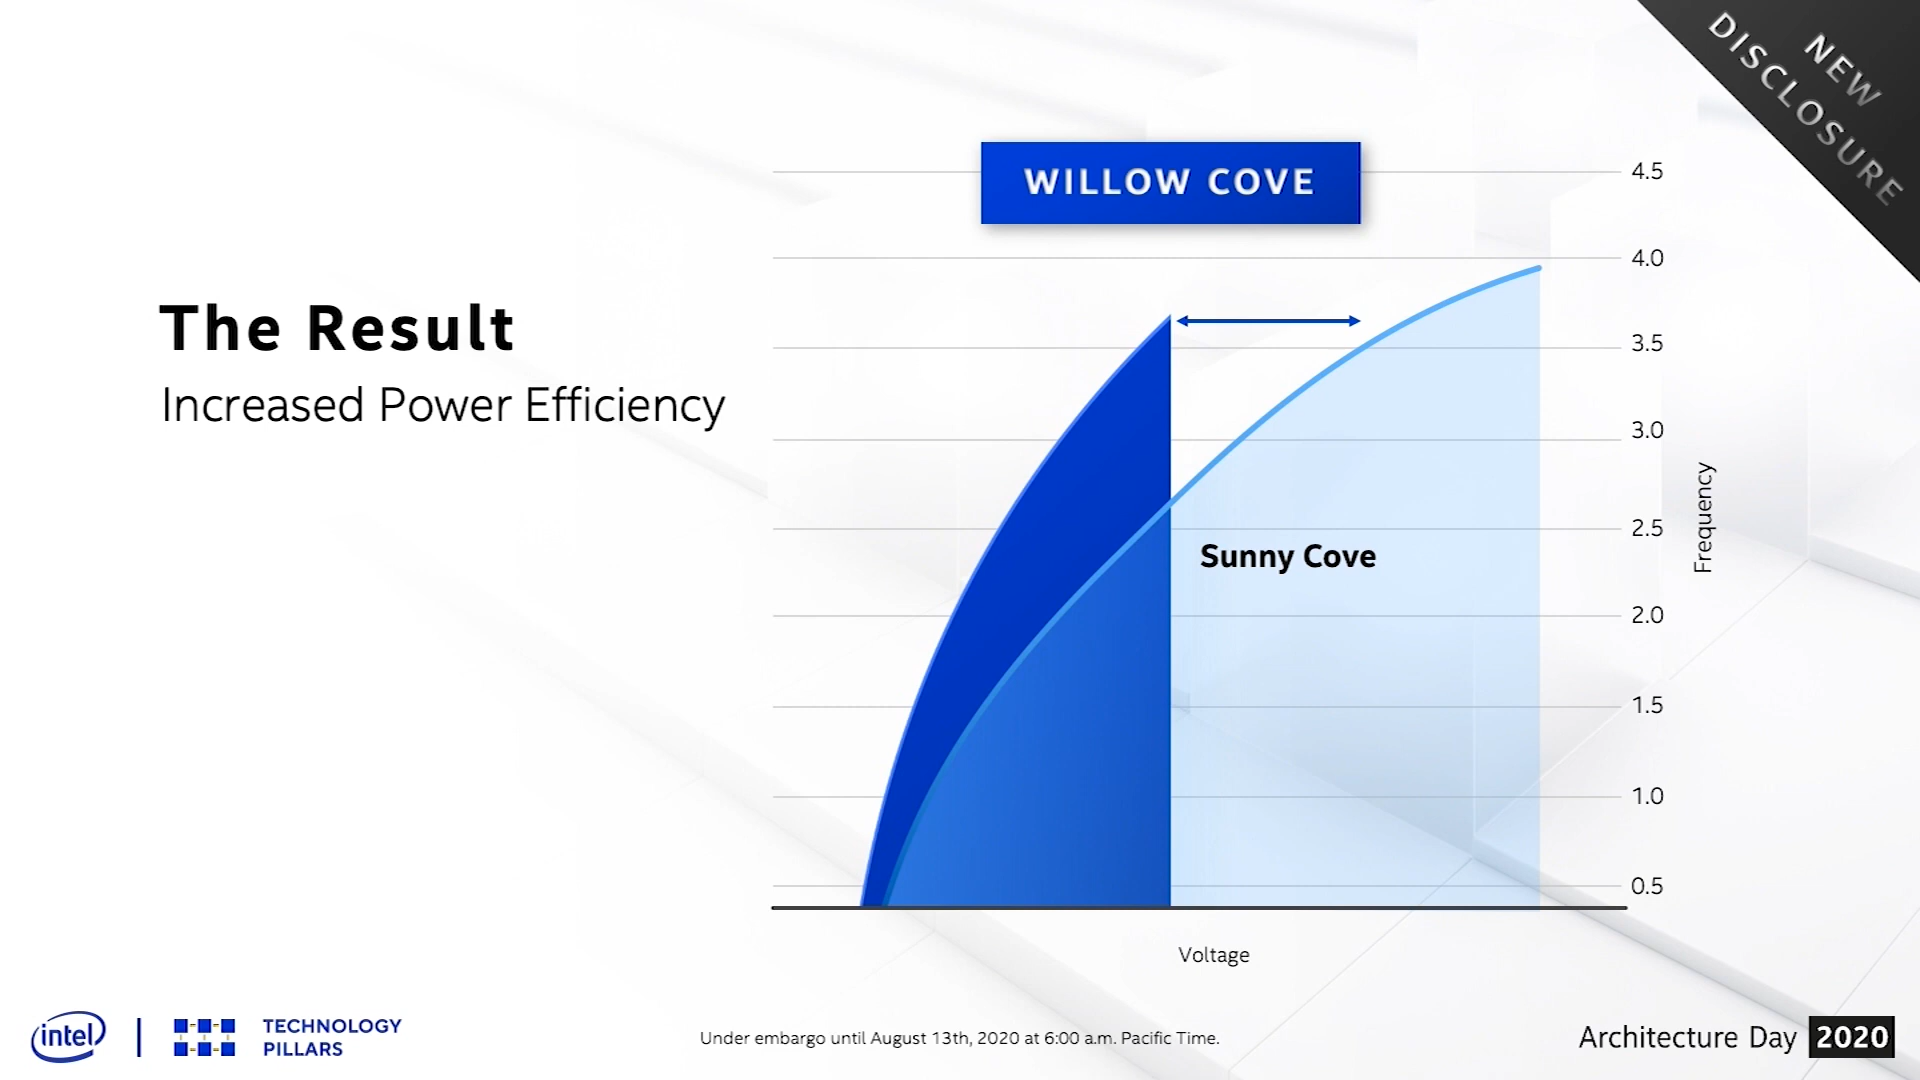 NEW
DISCLOSURE
WILLOW COVE
The Result
Increased Power Efficiency
4.5
4.0
3.5
3.0
2.5
2.0
1.5
1.0
0.5
Frequency
Sunny Cove
Voltage
intel
TECHNOLOGY
PILLARS
Under embargo until August 13th, 2020 at 6:00 a.m. Pacific Time.
Architecture Day 2020